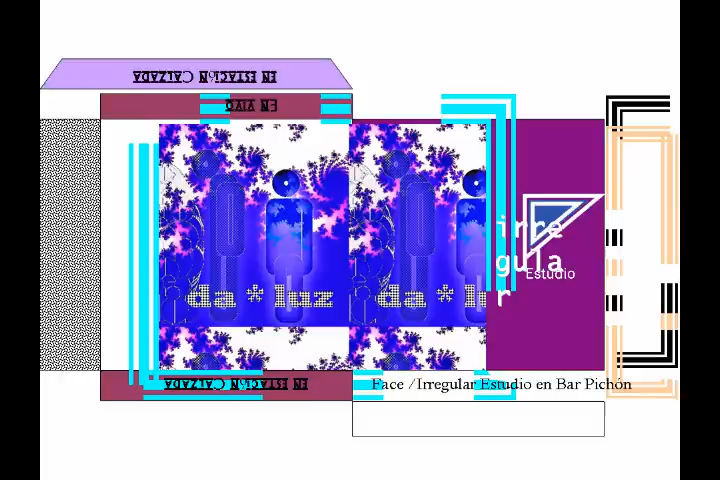 EN ESTACIÓN CALZADA
EN VIVO
irre
gula
r
Estudio
da * luz
da * lu
EN ESTACIÓN CALZADA
Face /Irregular Estudio en Bar Pichón